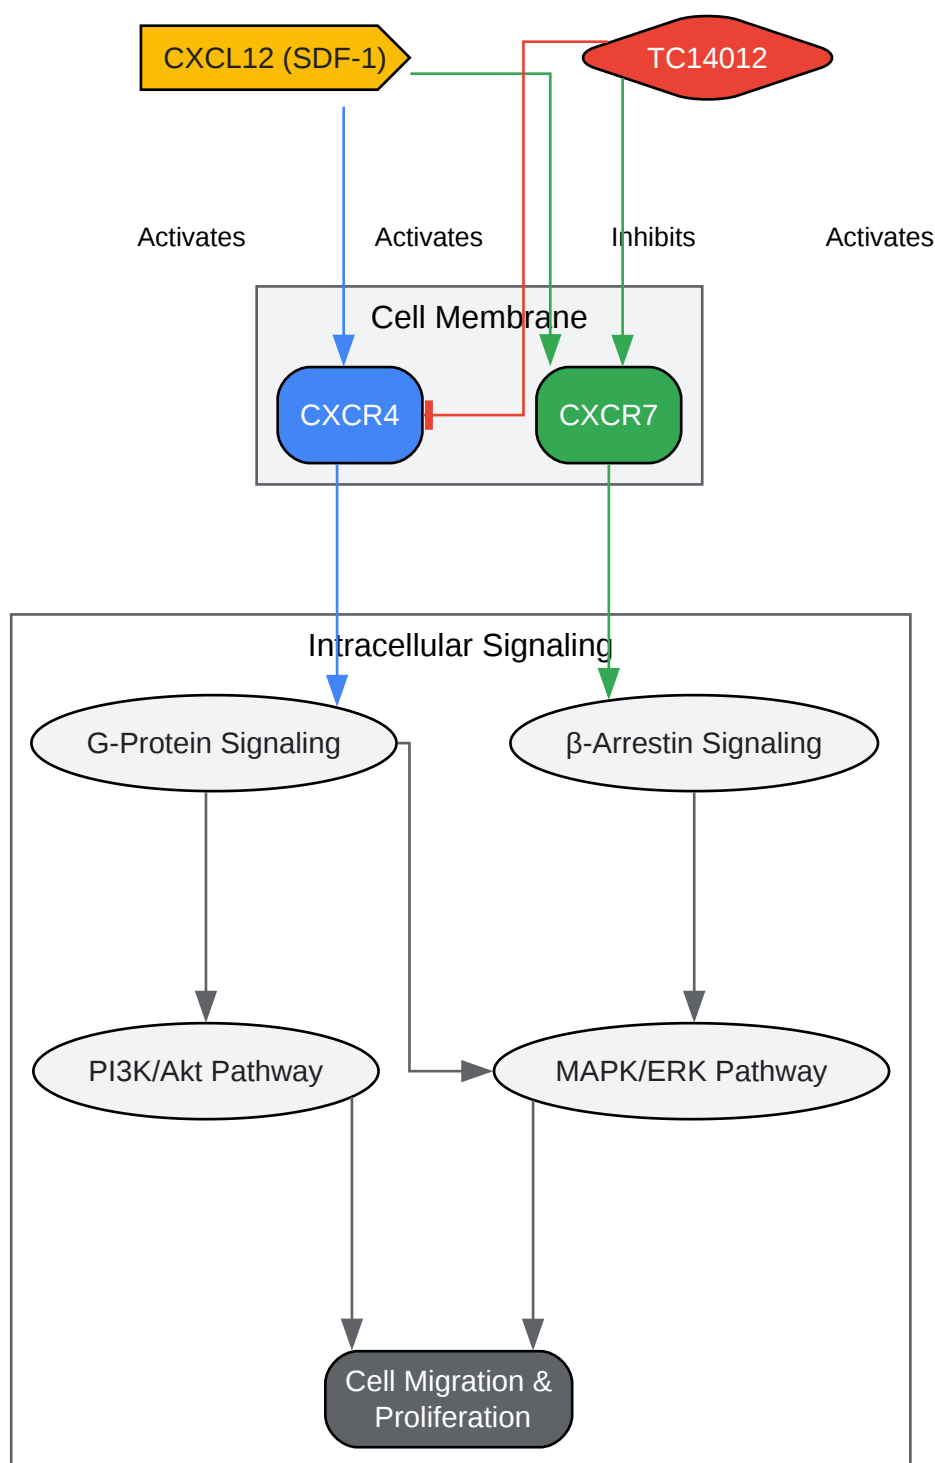 CXCL12 (SDF-1)
TC14012
Activates
Activates
Inhibits
Activates
Cell Membrane
CXCR4
CXCR7
Intracellular Signaling
G-Protein Signaling
β-Arrestin Signaling
PI3K/Akt Pathway
MAPK/ERK Pathway
Cell Migration &
Proliferation